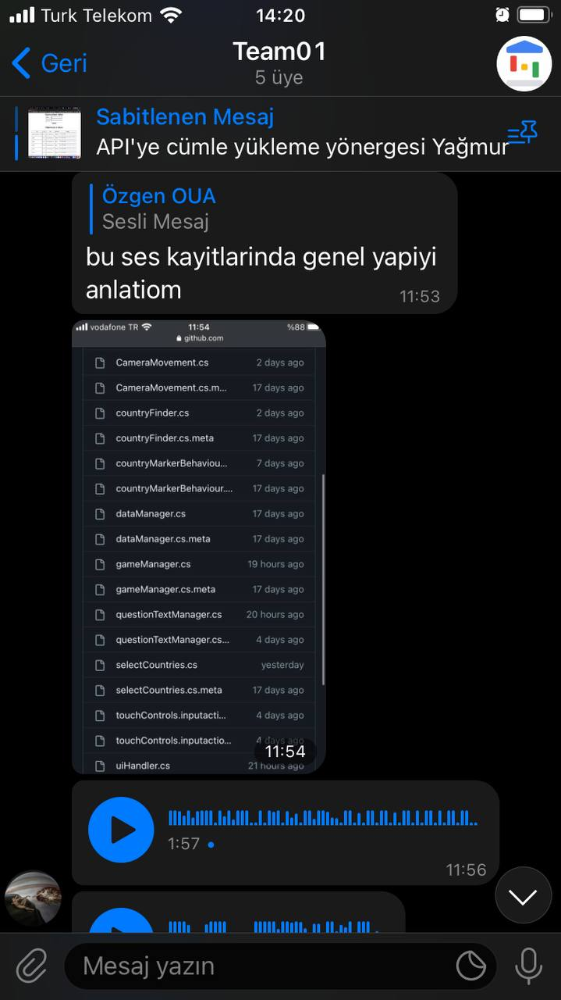 Turk Telekom
14:20
Geri
Team01
5 üye
Sabitlenen Mesaj
API'ye cümle yükleme yönergesi Yağmur
Özgen OUA
Sesli Mesaj
bu ses kayitlarinda genel yapiyi
anlatiom
11:53
vodafone TR 11:54 %88
github.com
CameraMovement.cs 2 days ago
CameraMovement.cs.m... 17 days ago
countryFinder.cs 2 days ago
countryFinder.cs.meta 17 days ago
countryMarkerBehaviou... 7 days ago
countryMarkerBehaviour.... 17 days ago
dataManager.cs 17 days ago
dataManager.cs.meta 17 days ago
gameManager.cs 19 hours ago
gameManager.cs.meta 17 days ago
questionTextManager.cs 20 hours ago
questionTextManager.cs... 4 days ago
selectCountries.cs yesterday
selectCountries.cs.meta 17 days ago
touchControls.inputacti... 4 days ago
touchControls.inputactio... 4 days ago
11:54
uiHandler.cs 21 hours ago
1:57
11:56
Mesaj yazın